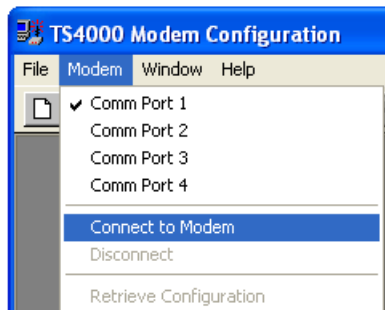 TS4000 Modem Configuration
File Modem Window Help
Comm Port 1
Comm Port 2
Comm Port 3
Comm Port 4
Connect to Modem
Disconnect
Retrieve Configuration